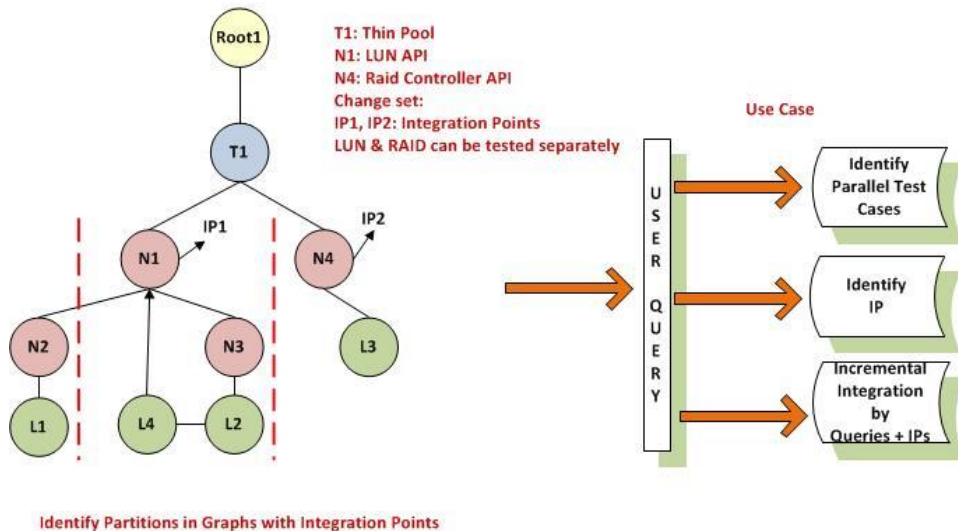 Root1
T1: Thin Pool
N1: LUN API
N4: Raid Controller API
Change set:
IP1, IP2: Integration Points
LUN & RAID can be tested separately
T1
IP1
IP2
N1
N4
N2
N3
L3
L1
L4
L2
Use Case
USER QUERY
Identify
Parallel Test
Cases
Identify
IP
Incremental
Integration
by
Queries + IPs
Identify Partitions in Graphs with Integration Points